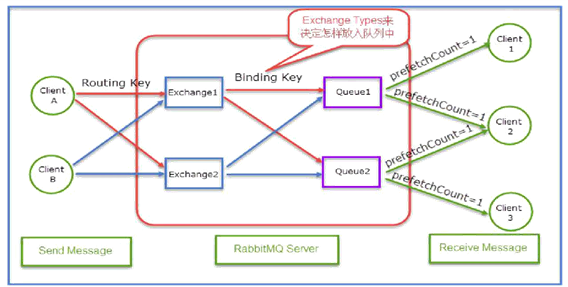 Exchange Types来
决定怎样放入队列中
Client
1
prefetchCount=1
Client
A
Routing Key
Binding Key
Exchange1
Queue1
prefetchCount=1
Client
2
prefetchCount=1
Client
B
Exchange2
Queue2
prefetchCount=1
Client
3
Send Message
RabbitMQ Server
Receive Message